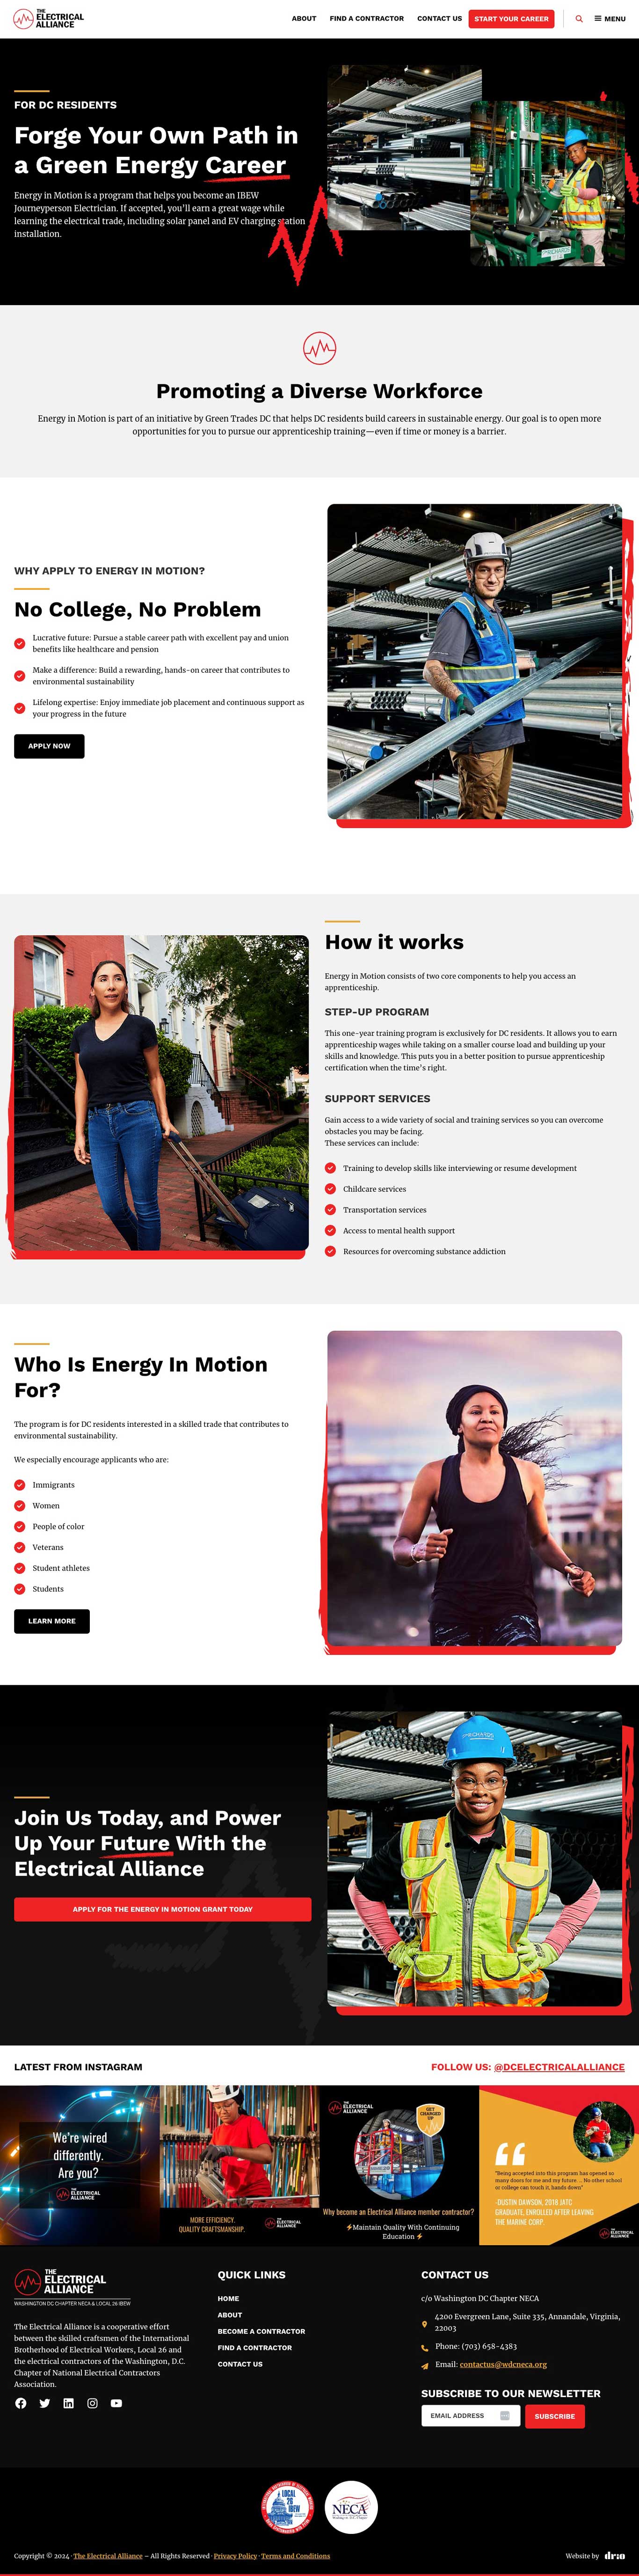 THE
ELECTRICAL
ALLIANCE
ABOUT
FIND A CONTRACTOR
CONTACT US
START YOUR CAREER
MENU
FOR DC RESIDENTS
Forge Your Own Path in
a Green Energy Career
Energy in Motion is a program that helps you become an IBEW
Journeyperson Electrician. If accepted, you'll earn a great wage while
learning the electrical trade, including solar panel and EV charging station
installation.
Promoting a Diverse Workforce
Energy in Motion is part of an initiative by Green Trades DC that helps DC residents build careers in sustainable energy. Our goal is to open more
opportunities for you to pursue our apprenticeship training—even if time or money is a barrier.
WHY APPLY TO ENERGY IN MOTION?
No College, No Problem
Lucrative future: Pursue a stable career path with excellent pay and union
benefits like healthcare and pension
Make a difference: Build a rewarding, hands-on career that contributes to
environmental sustainability
Lifelong expertise: Enjoy immediate job placement and continuous support as
your progress in the future
APPLY NOW
How it works
Energy in Motion consists of two core components to help you access an
apprenticeship.
STEP-UP PROGRAM
This one-year training program is exclusively for DC residents. It allows you to earn
apprenticeship wages while taking on a smaller course load and building up your
skills and knowledge. This puts you in a better position to pursue apprenticeship
certification when the time's right.
SUPPORT SERVICES
Gain access to a wide variety of social and training services so you can overcome
obstacles you may be facing.
These services can include:
Training to develop skills like interviewing or resume development
Childcare services
Transportation services
Access to mental health support
Resources for overcoming substance addiction
Who Is Energy In Motion
For?
The program is for DC residents interested in a skilled trade that contributes to
environmental sustainability.
We especially encourage applicants who are:
Immigrants
Women
People of color
Veterans
Student athletes
Students
LEARN MORE
Join Us Today, and Power
Up Your Future With the
Electrical Alliance
APPLY FOR THE ENERGY IN MOTION GRANT TODAY
LATEST FROM INSTAGRAM
FOLLOW US: @DCELECTRICALALLIANCE
We're wired
differently.
Are you?
THE
ELECTRICAL
ALLIANCE
MORE EFFICIENCY.
QUALITY CRAFTSMANSHIP.
THE
ELECTRICAL
ALLIANCE
THE
ELECTRICAL
ALLIANCE
GET
CHARGED
UP
Why become an Electrical Alliance member contractor?
⚡Maintain Quality With Continuing
Education ⚡
"Being accepted into this program has opened so
many doors for me and my future. ... No other school
or college ran touch it, hands down"
-DUSTIN DAWSON, 2018 JATC
GRADUATE, ENROLLED AFTER LEAVING
THE MARINE CORP.
THE
ELECTRICAL
ALLIANCE
THE
ELECTRICAL
ALLIANCE
WASHINGTON DC CHAPTER NECA & LOCAL 26 IBEW
The Electrical Alliance is a cooperative effort
between the skilled craftsmen of the International
Brotherhood of Electrical Workers, Local 26 and
the electrical contractors of the Washington, D.C.
Chapter of National Electrical Contractors
Association.
QUICK LINKS
HOME
ABOUT
BECOME A CONTRACTOR
FIND A CONTRACTOR
CONTACT US
CONTACT US
c/o Washington DC Chapter NECA
4200 Evergreen Lane, Suite 335, Annandale, Virginia,
22003
Phone: (703) 658-4383
Email: contactus@wdcneca.org
SUBSCRIBE TO OUR NEWSLETTER
EMAIL ADDRESS
SUBSCRIBE
LOCAL
26
IBEW
NECA
Copyright © 2024 · The Electrical Alliance – All Rights Reserved · Privacy Policy · Terms and Conditions
Website by drio